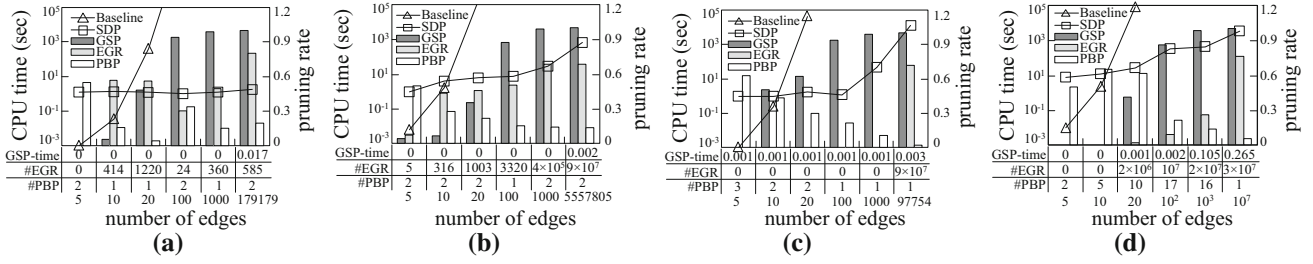 Baseline
SDP
GSP
EGR
PBP
CPU time (sec)
10⁵
10³
10¹
10⁻¹
10⁻³
1.2
0.9
0.6
0.3
0
pruning rate
GSP-time 0 0 0 0 0 0.017
#EGR 0 414 1220 24 360 585
#PBP 2 1 1 2 1 2
5 10 20 100 1000 179179
number of edges
(a)
Baseline
SDP
GSP
EGR
PBP
CPU time (sec)
10⁵
10³
10¹
10⁻¹
10⁻³
1.2
0.9
0.6
0.3
0
pruning rate
GSP-time 0 0 0 0 0 0.002
#EGR 5 316 1003 3320 4×10⁵ 9×10⁷
#PBP 2 2 2 1 2 2
5 10 20 100 1000 5557805
number of edges
(b)
Baseline
SDP
GSP
EGR
PBP
CPU time (sec)
10⁵
10³
10¹
10⁻¹
10⁻³
1.2
0.9
0.6
0.3
0
pruning rate
GSP-time 0.001 0.001 0.001 0.001 0.001 0.003
#EGR 0 0 0 0 0 9×10⁷
#PBP 3 2 2 1 1 1
5 10 20 100 1000 97754
number of edges
(c)
Baseline
SDP
GSP
EGR
PBP
CPU time (sec)
10⁵
10³
10¹
10⁻¹
10⁻³
1.2
0.9
0.6
0.3
0
pruning rate
GSP-time 0 0 0.001 0.002 0.105 0.265
#EGR 0 0 2×10⁶ 10⁷ 2×10⁷ 3×10⁷
#PBP 2 5 10 17 16 1
5 10 20 10² 10³ 10⁷
number of edges
(d)